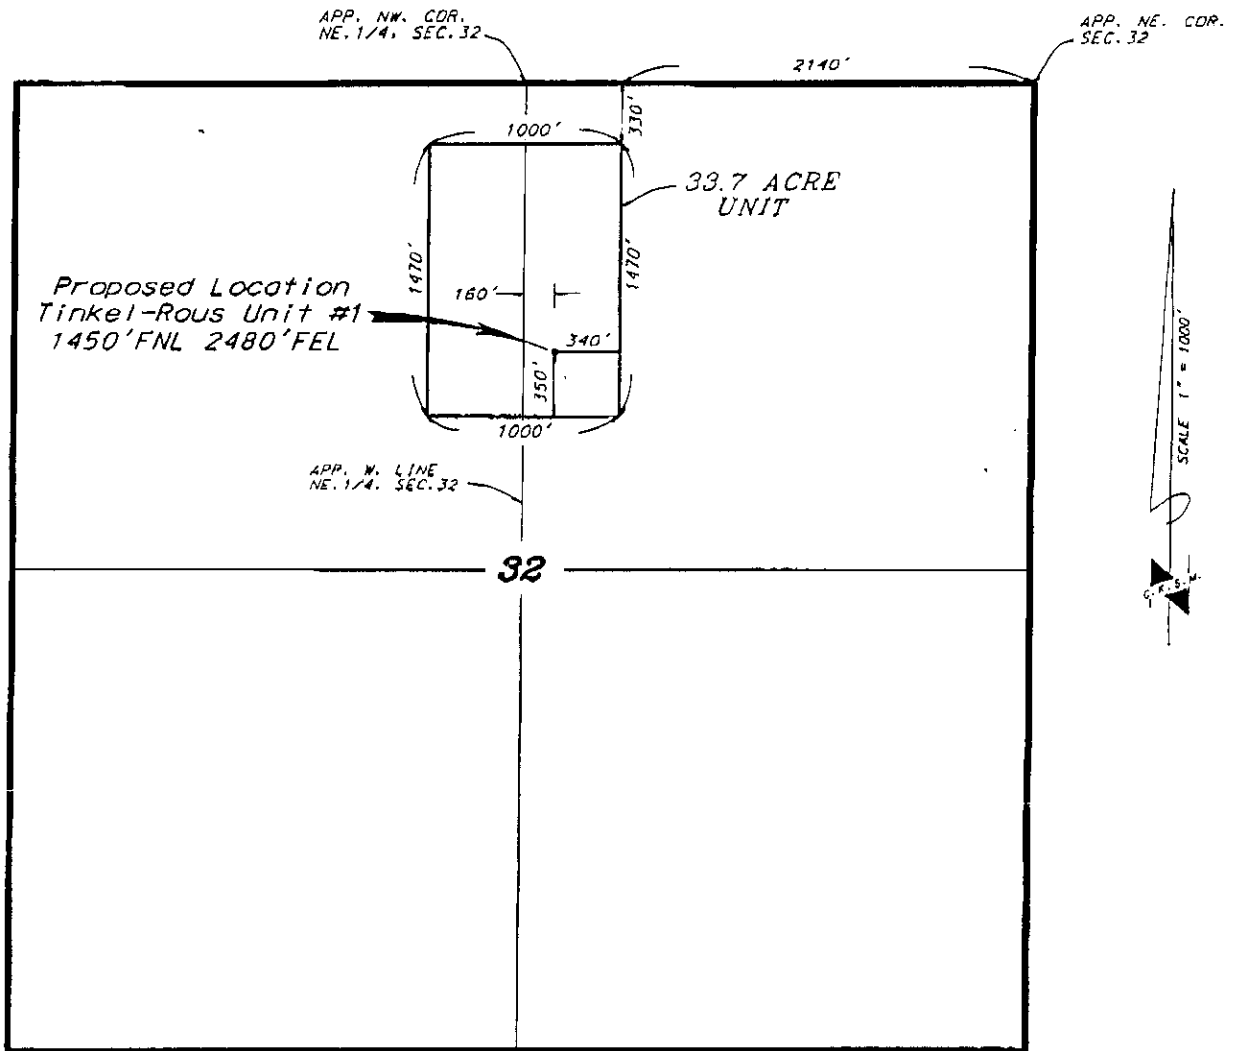 APP. NW. COR.
NE.1/4, SEC.32
APP. NE. COR.
SEC.32
2140'
330'
1000'
33.7 ACRE
UNIT
1470'
1470'
Proposed Location
Tinkel-Rous Unit #1
1450'FNL 2480'FEL
160'
340'
350'
1000'
APP. W. LINE
NE.1/4, SEC.32
32
SCALE 1" = 1000'